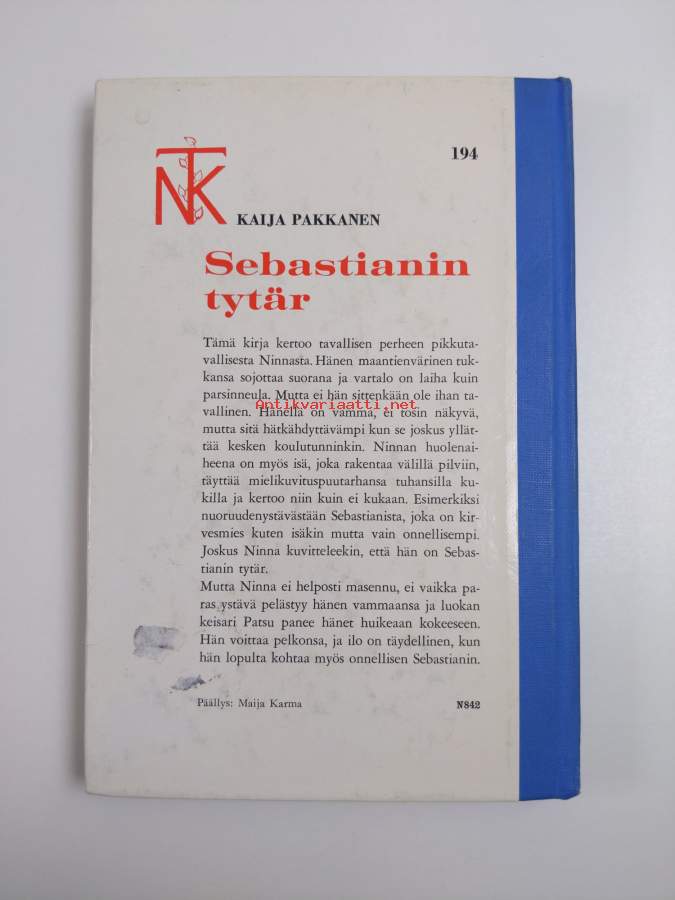 194
NTK
KAIJA PAKKANEN
Sebastianin
tytär
Tämä kirja kertoo tavallisen perheen pikkuta-
vallisesta Ninnasta. Hänen maantienvärinen tuk-
kansa sojottaa suorana ja vartalo on laiha kuin
parsinneula. Mutta ei hän sittenkään ole ihan ta-
Antikvariaatti.net
vallinen. Hänellä on vamma, ei tosin näkyvä,
mutta sitä hätkähdyttävämpi kun se joskus yllät-
tää kesken koulutunninkin. Ninnan huolenai-
heena on myös isä, joka rakentaa välillä pilviin,
täyttää mielikuvituspuutarhansa tuhansilla ku-
killa ja kertoo niin kuin ei kukaan. Esimerkiksi
nuoruudenystävästään Sebastianista, joka on kir-
vesmies kuten isäkin mutta vain onnellisempi.
Joskus Ninna kuvitteleekin, että hän on Sebas-
tianin tytär.
Mutta Ninna ei helposti masennu, ei vaikka pa-
ras ystävä pelästyy hänen vammaansa ja luokan
keisari Patsu panee hänet huikeaan kokeeseen.
Hän voittaa pelkonsa, ja ilo on täydellinen, kun
hän lopulta kohtaa myös onnellisen Sebastianin.
Päällys: Maija Karma
N842